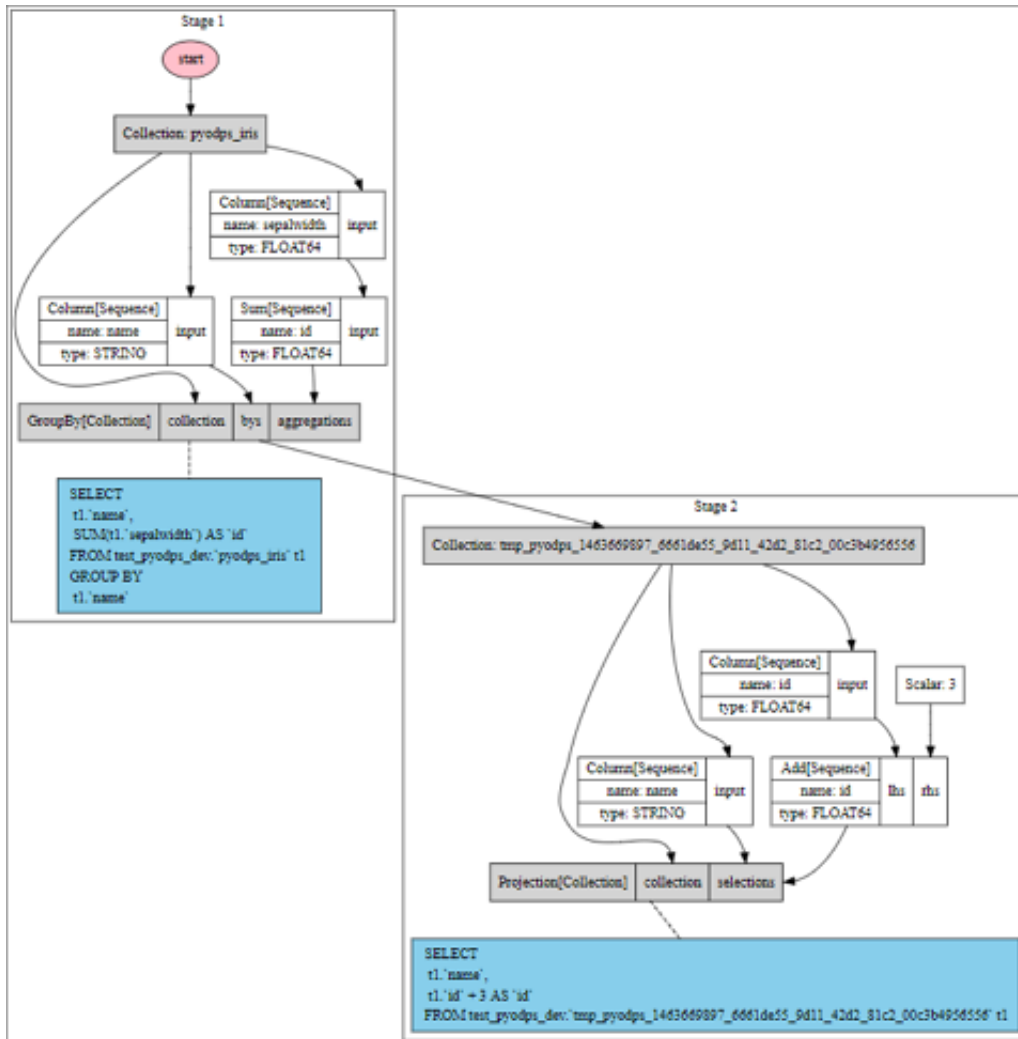 Stage 1
start
Collection: pyodps_iris
Column[Sequence]
name: sepalwidth
type: FLOAT64
input
Column[Sequence]
name: name
type: STRING
input
Sum[Sequence]
name: id
type: FLOAT64
input
GroupBy[Collection]
collection
bys
aggregations
SELECT
t1.`name`,
SUM(t1.`sepalwidth`) AS `id`
FROM test_pyodps_dev.`pyodps_iris` t1
GROUP BY
t1.`name`
Stage 2
Collection: tmp_pyodps_1463669897_6661de55_9d11_42d2_81c2_00c3b4956556
Column[Sequence]
name: id
type: FLOAT64
input
Scalar: 3
Column[Sequence]
name: name
type: STRING
input
Add[Sequence]
name: id
type: FLOAT64
lhs
rhs
Projection[Collection]
collection
selections
SELECT
t1.`name`,
t1.`id` + 3 AS `id`
FROM test_pyodps_dev.`tmp_pyodps_1463669897_6661de55_9d11_42d2_81c2_00c3b4956556` t1